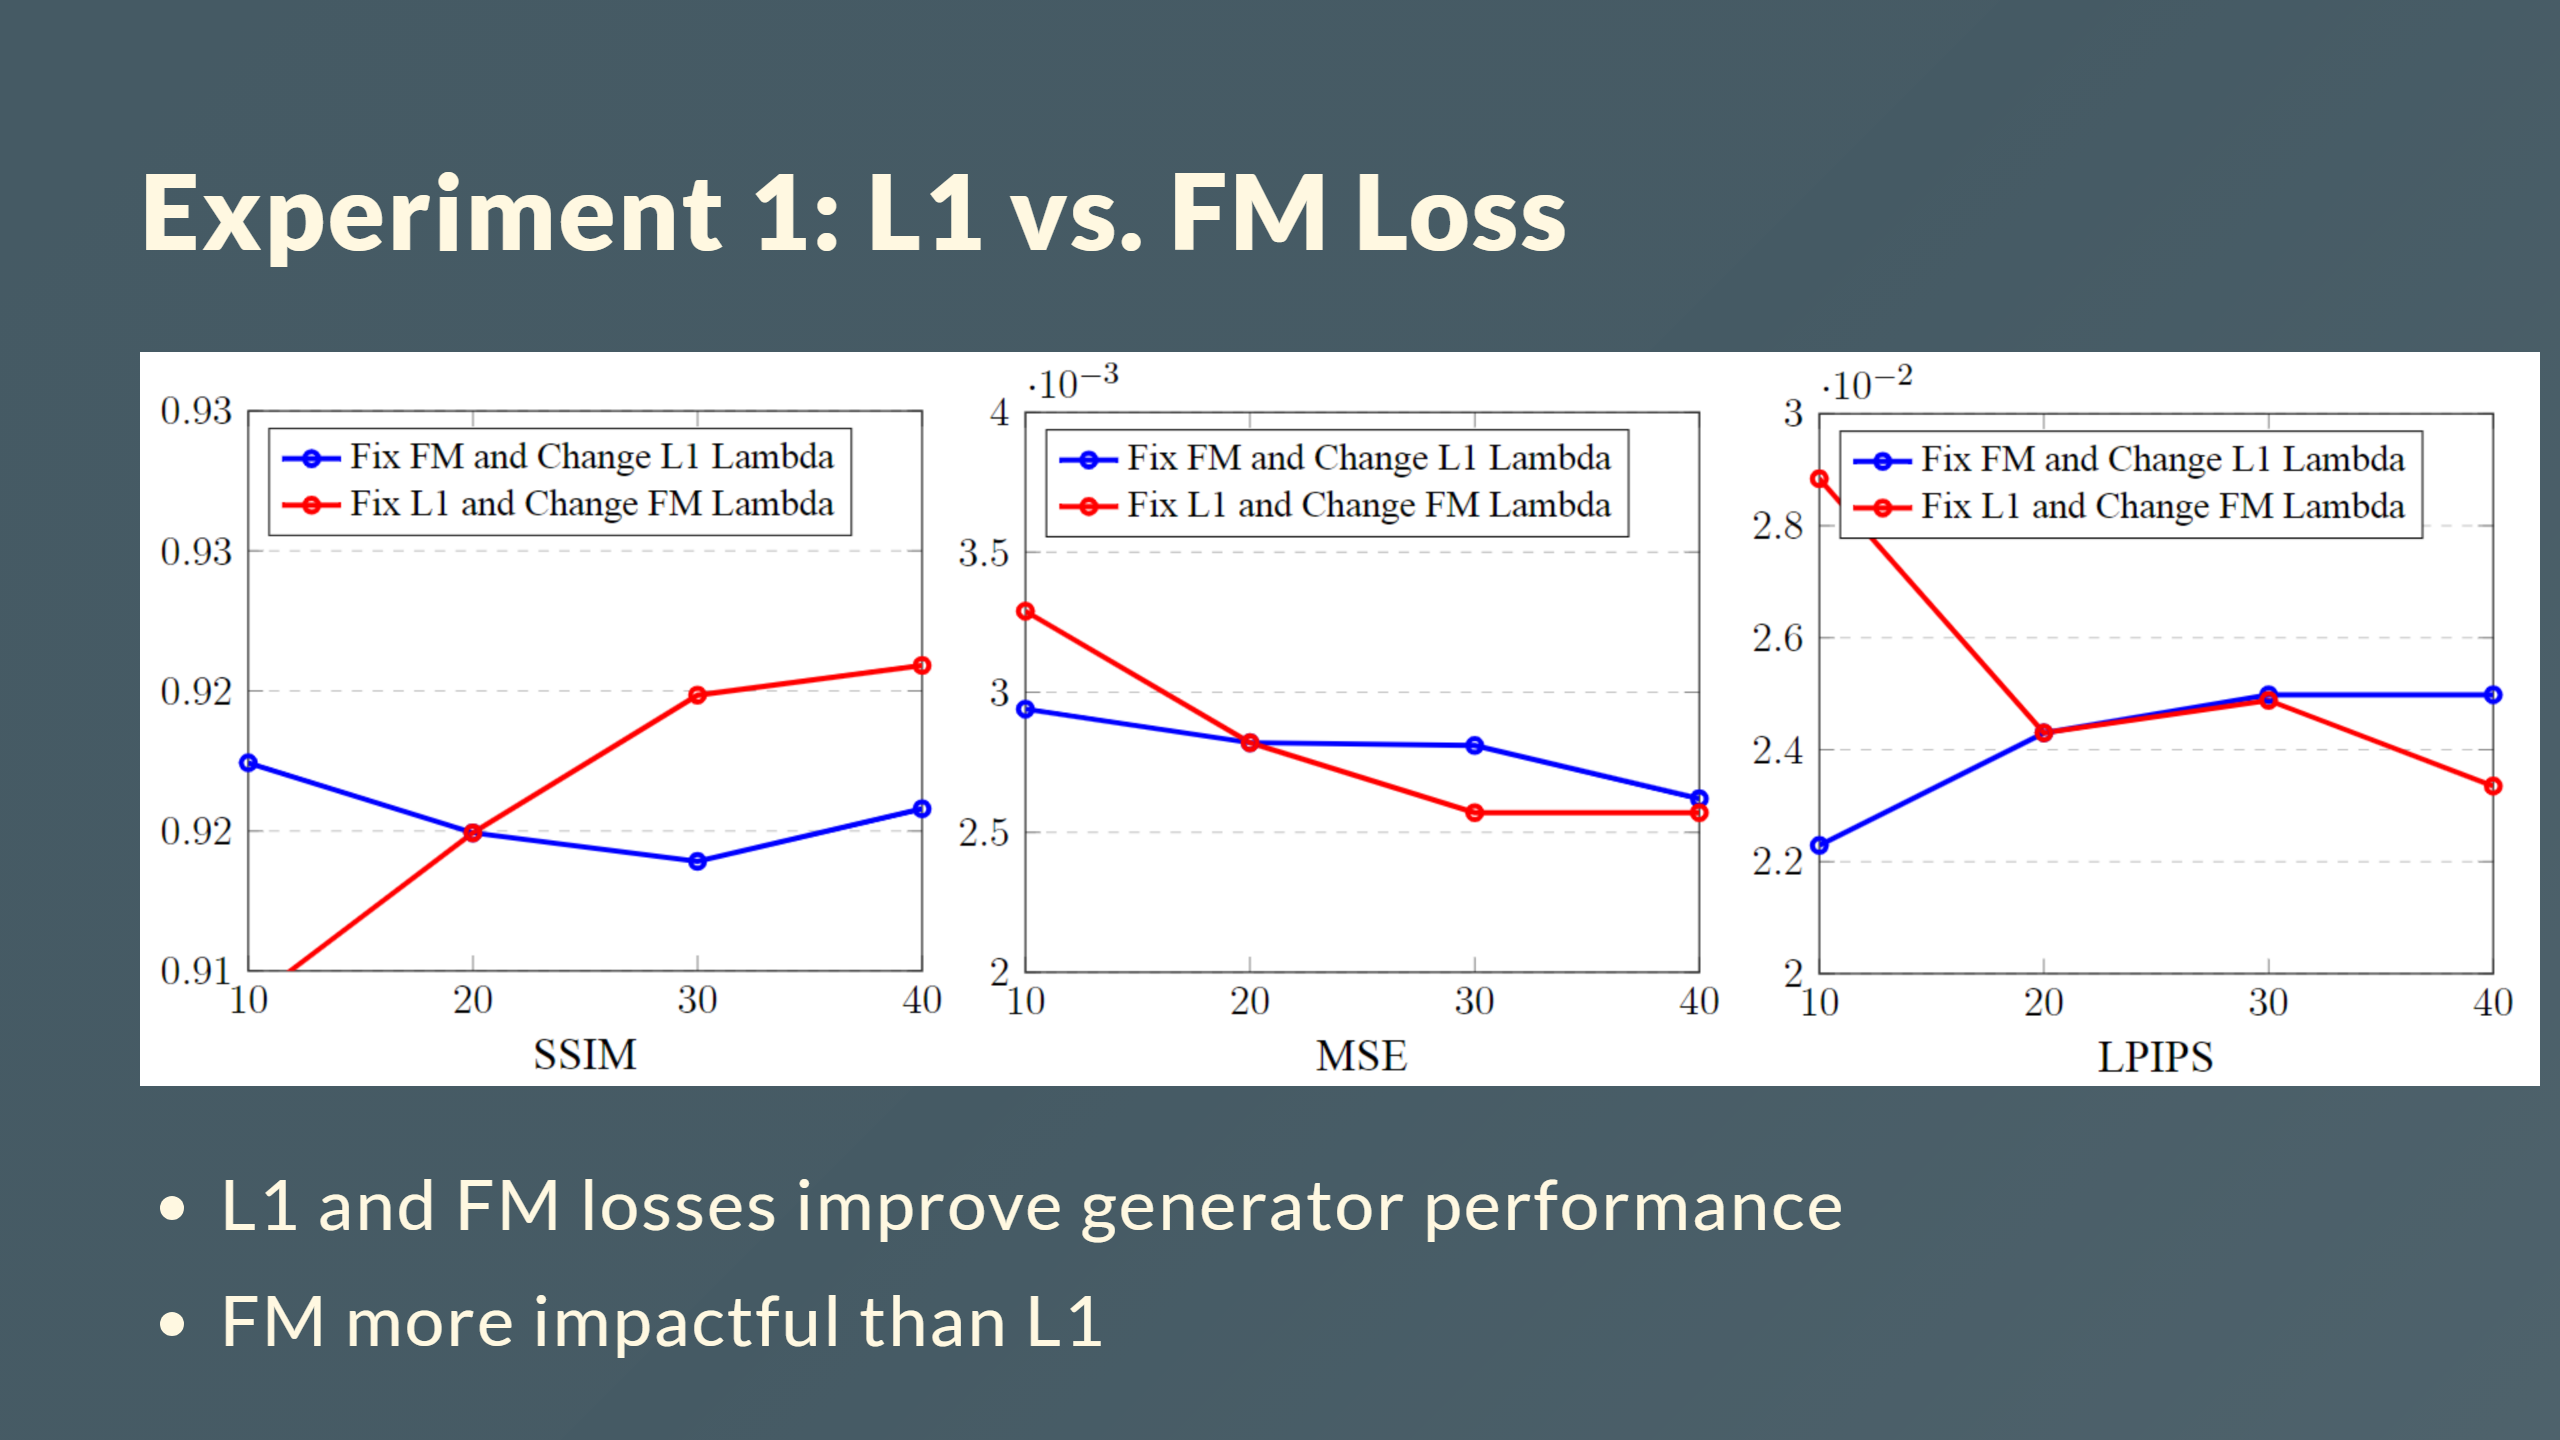 Experiment 1: L1 vs. FM Loss
0.93
0.93
0.92
0.92
0.91
Fix FM and Change L1 Lambda
Fix L1 and Change FM Lambda
10 20 30 40
SSIM
·10−3
4
3.5
3
2.5
2
Fix FM and Change L1 Lambda
Fix L1 and Change FM Lambda
10 20 30 40
MSE
·10−2
3
2.8
2.6
2.4
2.2
2
Fix FM and Change L1 Lambda
Fix L1 and Change FM Lambda
10 20 30 40
LPIPS
• L1 and FM losses improve generator performance
• FM more impactful than L1